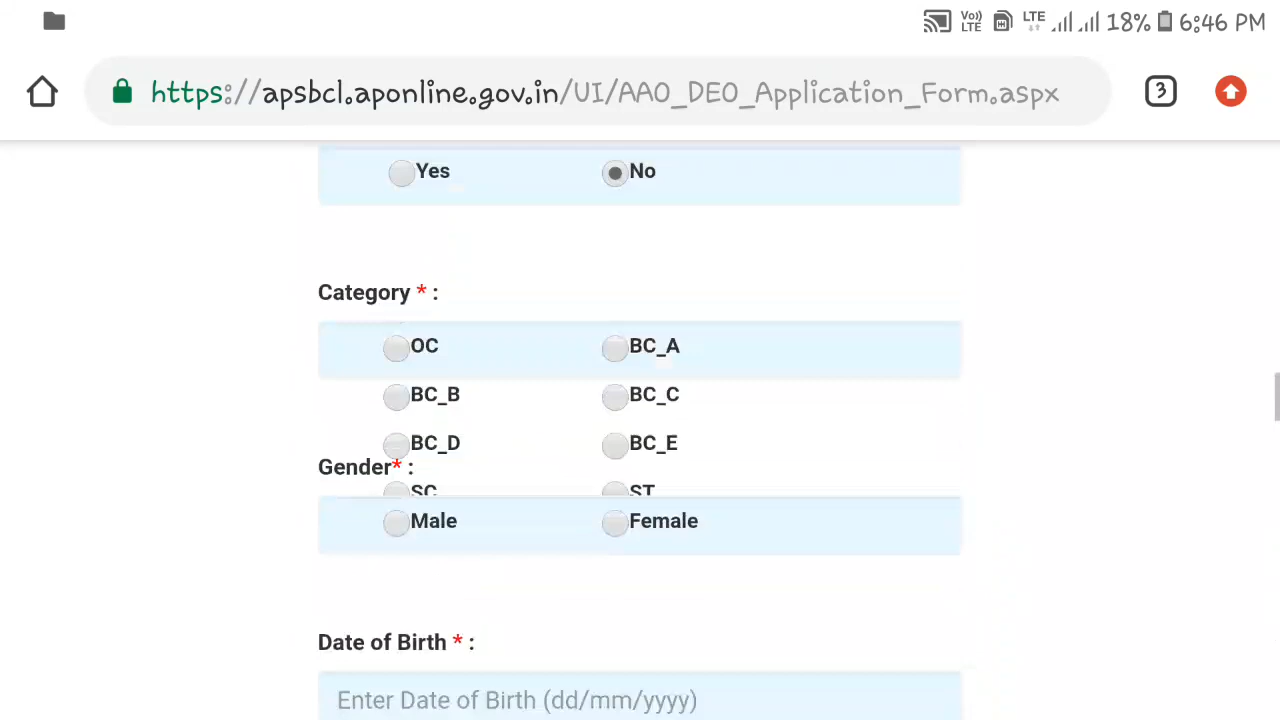 Vo)) LTE LTE 18% 6:46 PM
https://apsbcl.aponline.gov.in/UI/AAO_DEO_Application_Form.aspx 3
Yes No
Category * :
OC BC_A
BC_B BC_C
BC_D BC_E
Gender* :
SC ST
Male Female
Date of Birth * :
Enter Date of Birth (dd/mm/yyyy)